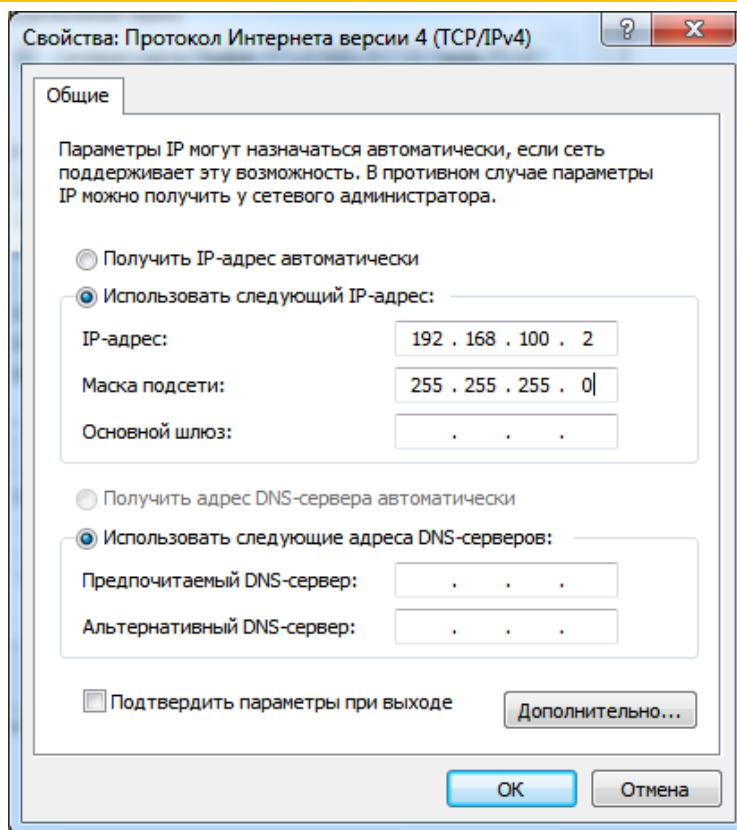 Свойства: Протокол Интернета версии 4 (TCP/IPv4)
?
X
Общие
Параметры IP могут назначаться автоматически, если сеть
поддерживает эту возможность. В противном случае параметры
IP можно получить у сетевого администратора.
Получить IP-адрес автоматически
Использовать следующий IP-адрес:
IP-адрес: 192 . 168 . 100 . 2
Маска подсети: 255 . 255 . 255 . 0
Основной шлюз: . . .
Получить адрес DNS-сервера автоматически
Использовать следующие адреса DNS-серверов:
Предпочитаемый DNS-сервер: . . .
Альтернативный DNS-сервер: . . .
Подтвердить параметры при выходе
Дополнительно...
ОК
Отмена